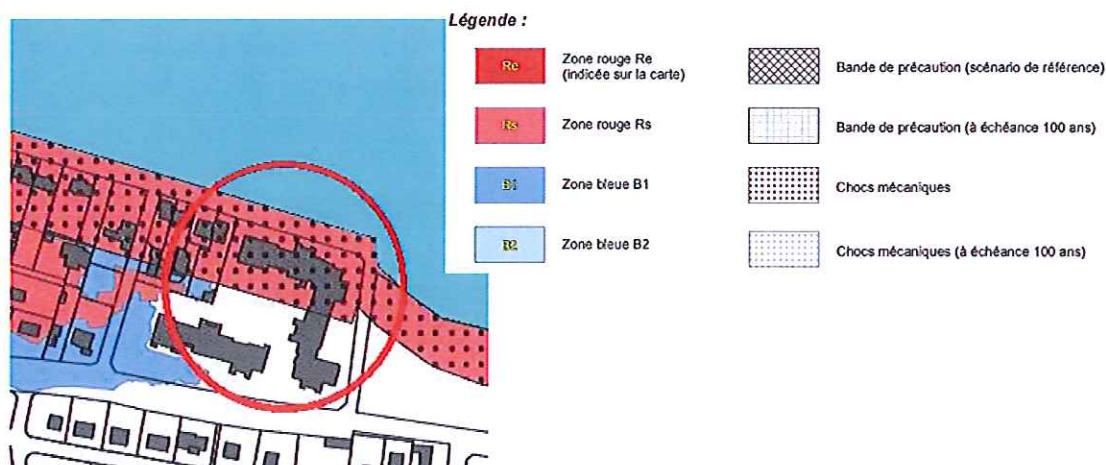 Légende :
Re
Zone rouge Re
(indicée sur la carte)
Rs
Zone rouge Rs
B1
Zone bleue B1
B2
Zone bleue B2
Bande de précaution (scénario de référence)
Bande de précaution (à échéance 100 ans)
Chocs mécaniques
Chocs mécaniques (à échéance 100 ans)